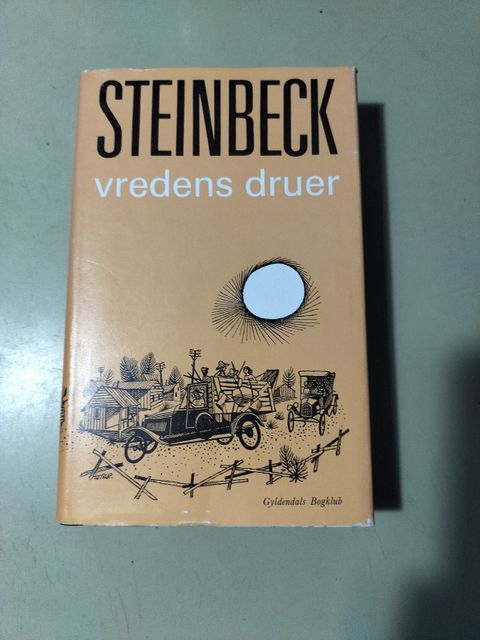 STEINBECK
vredens druer
Gyldendals Bogklub